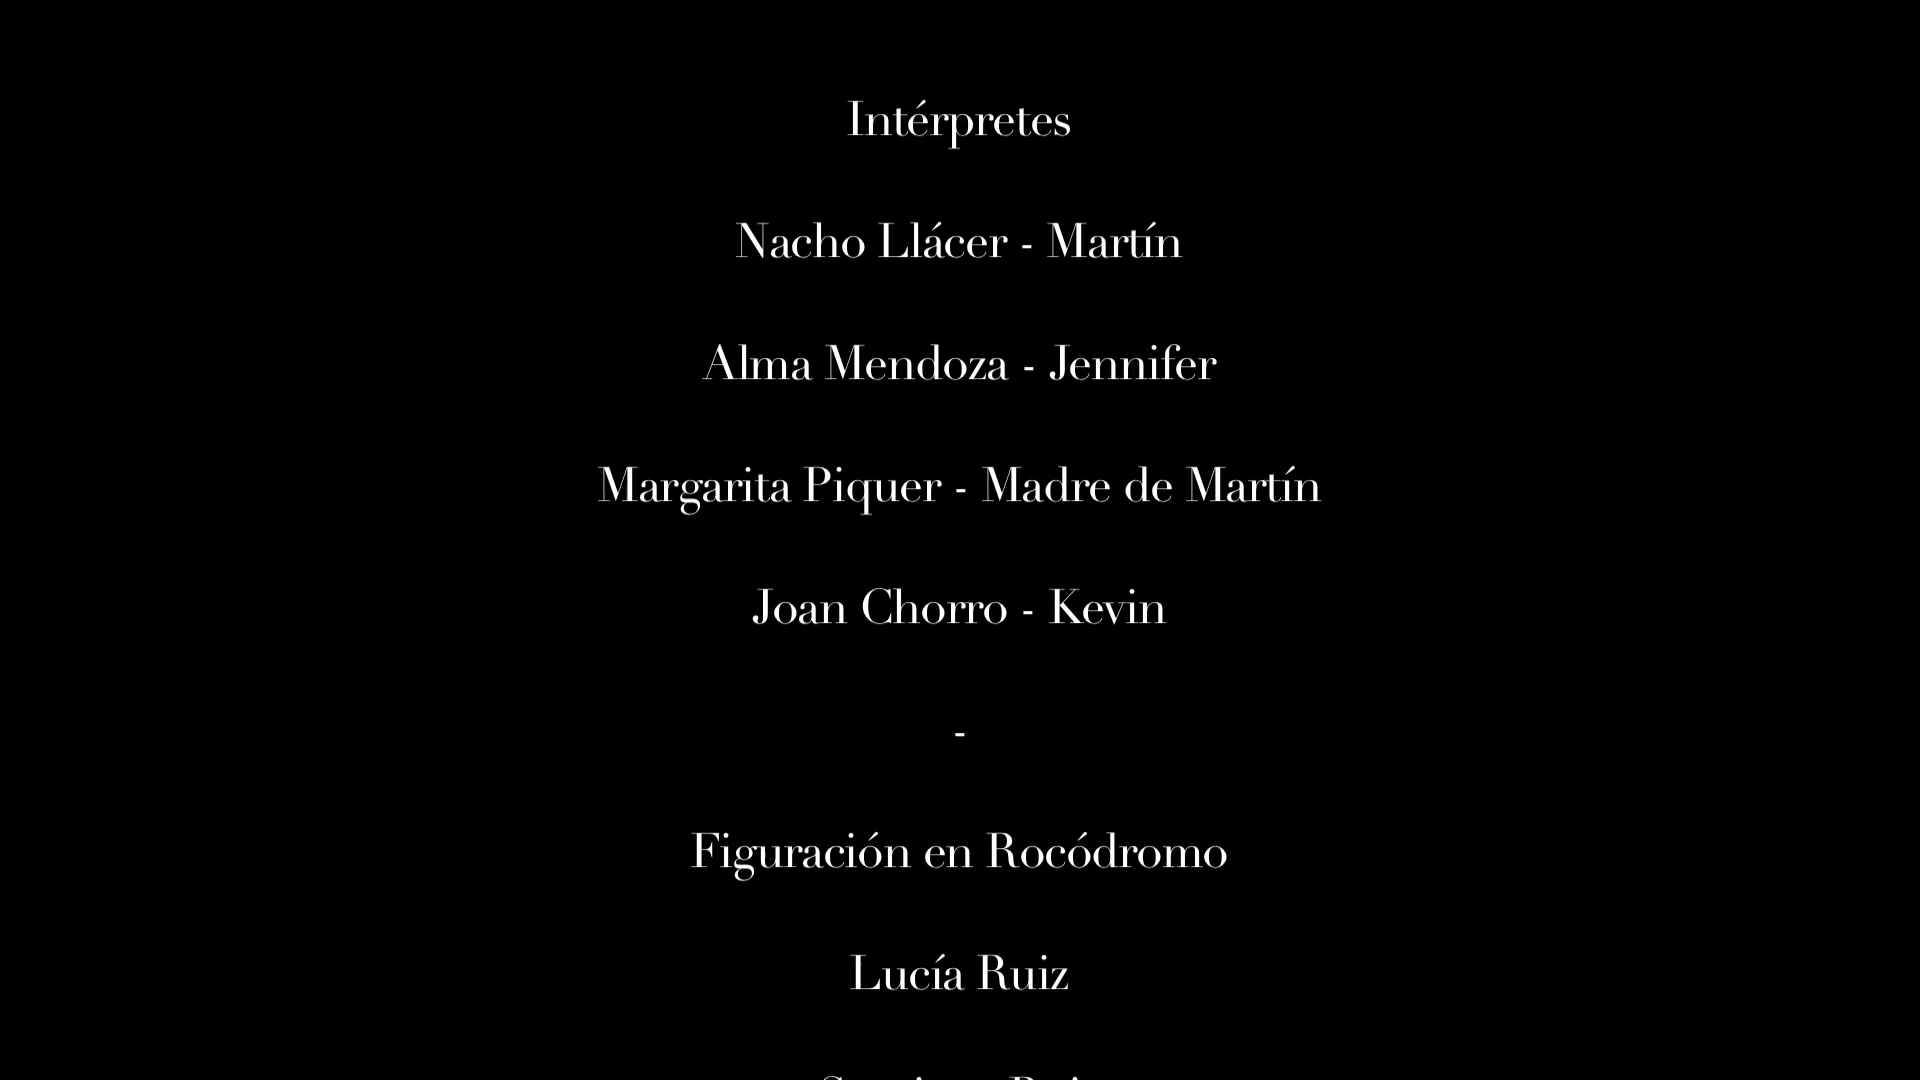 Intérpretes
Nacho Llácer - Martín
Alma Mendoza - Jennifer
Margarita Piquer - Madre de Martín
Joan Chorro - Kevin
-
Figuración en Rocódromo
Lucía Ruiz